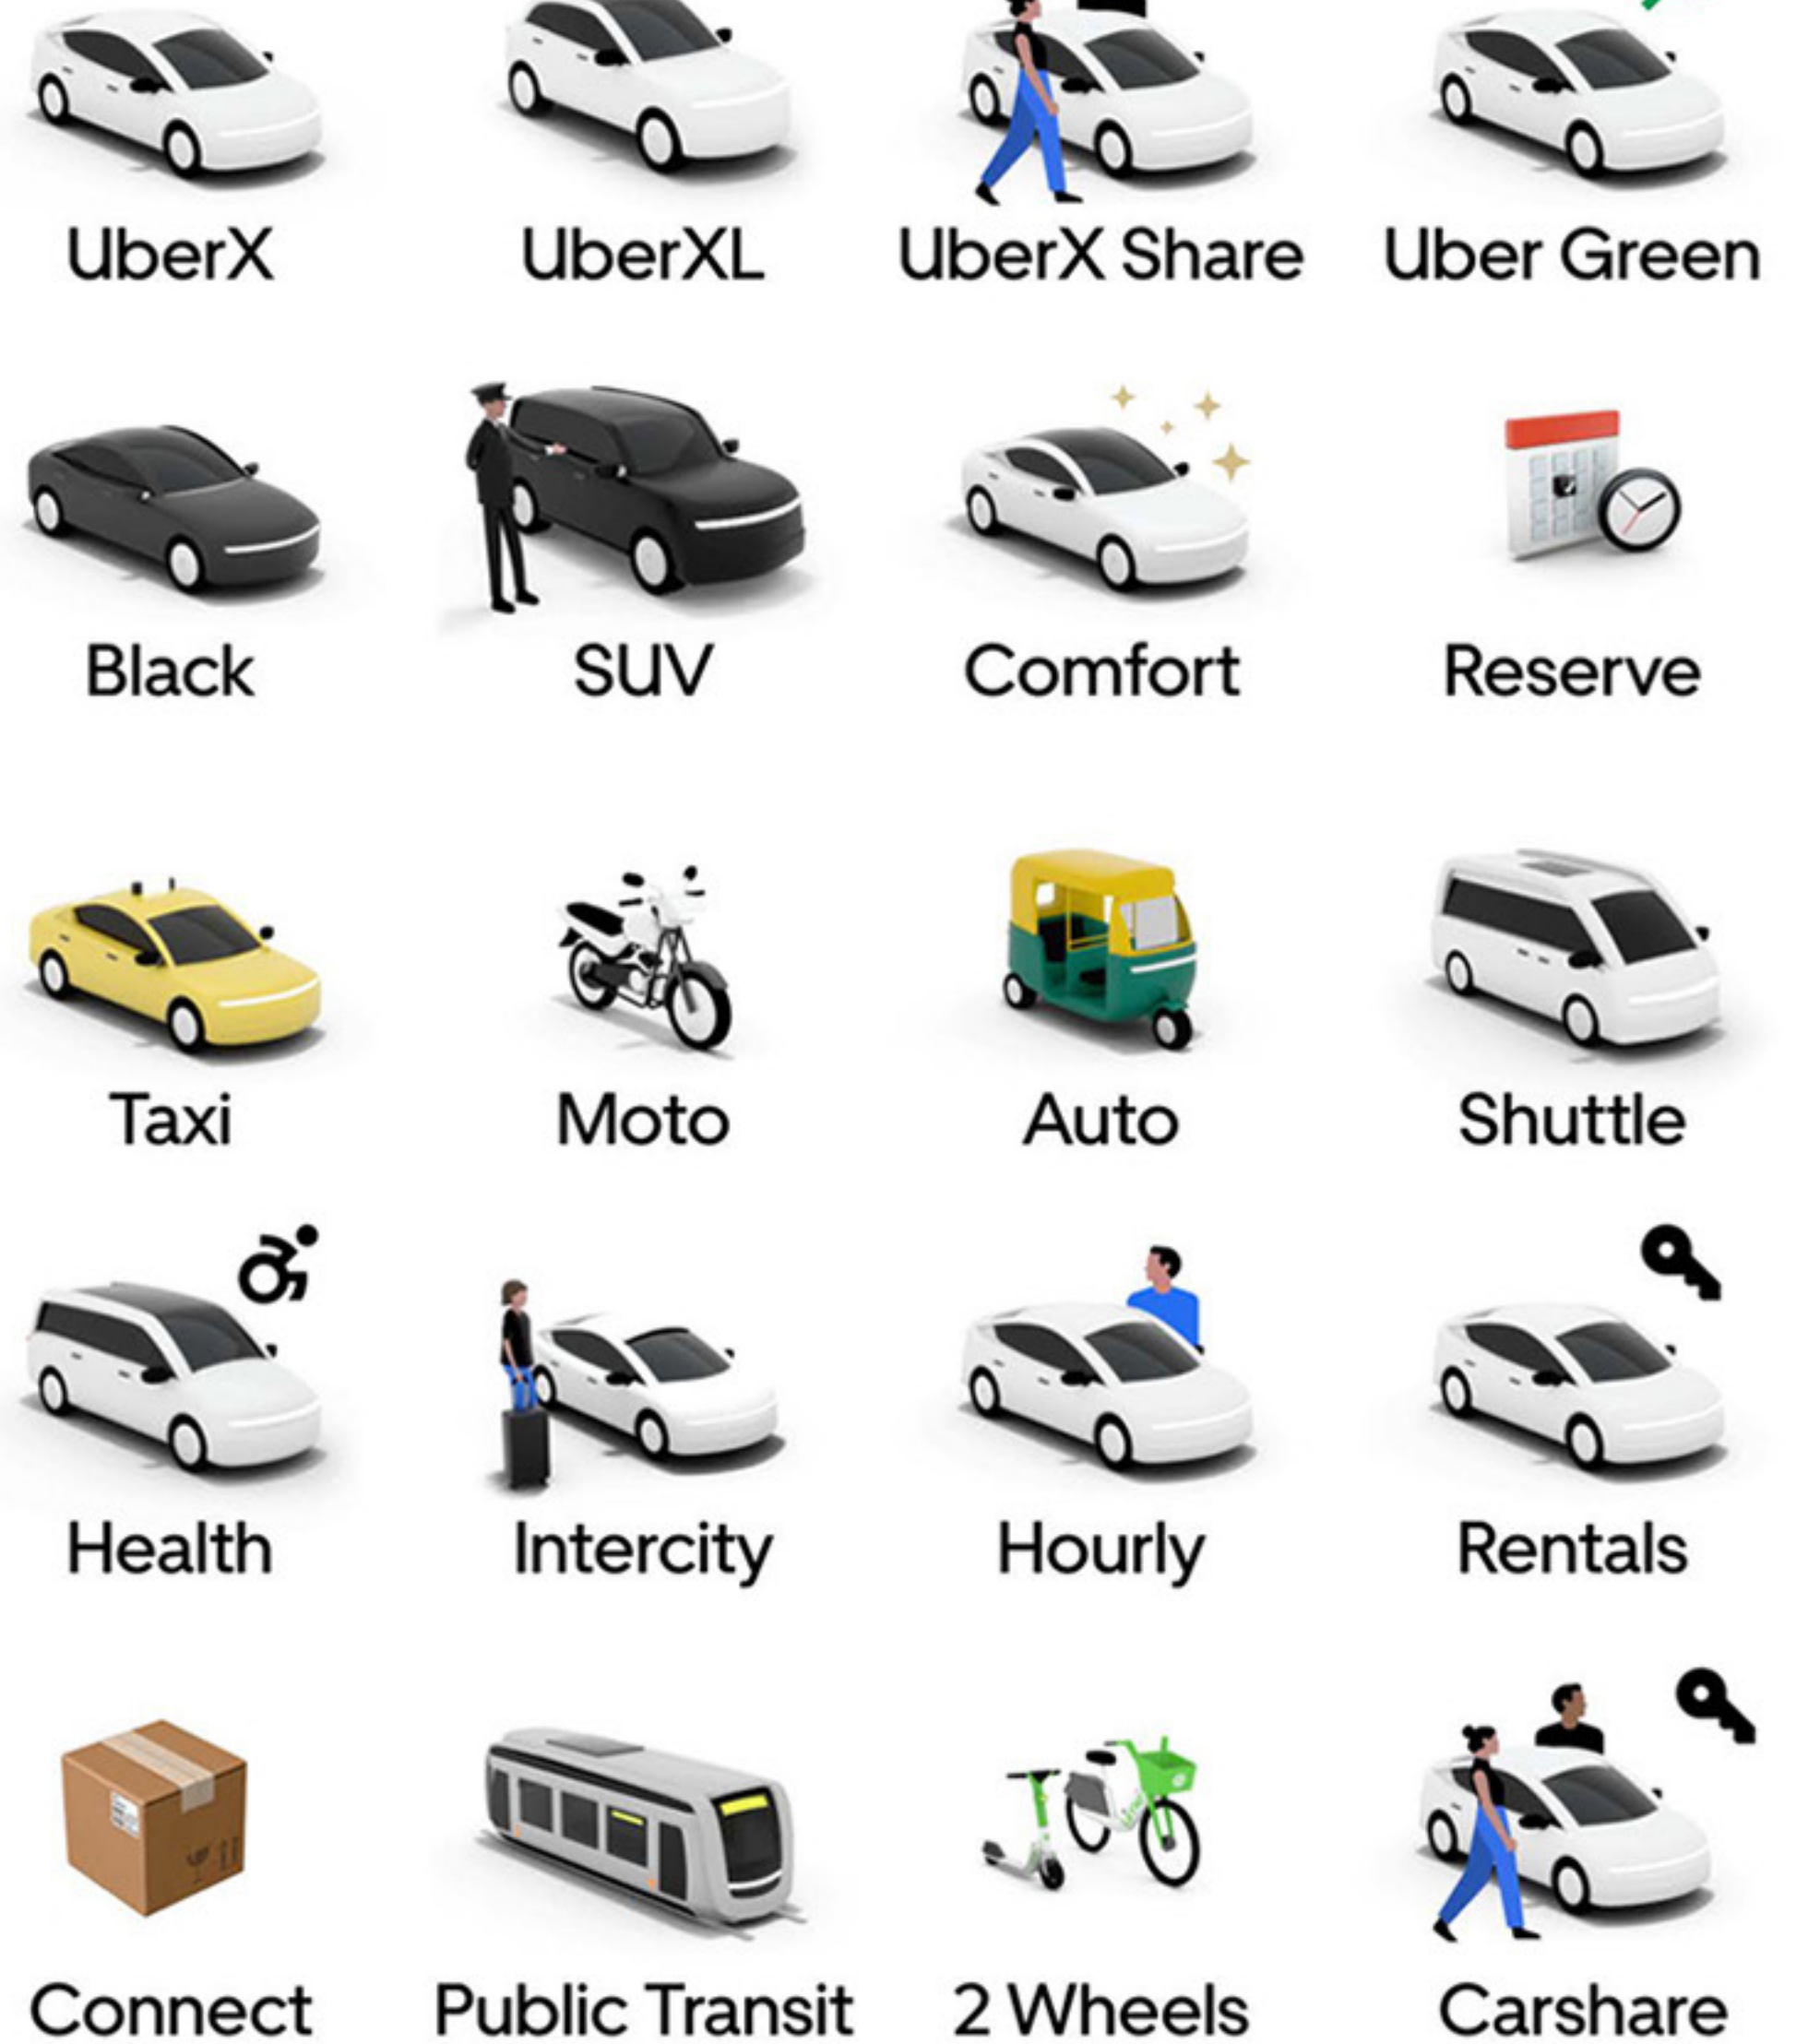 UberX
UberXL
UberX Share
Uber Green
Black
SUV
Comfort
Reserve
Taxi
Moto
Auto
Shuttle
Health
Intercity
Hourly
Rentals
Connect
Public Transit
2 Wheels
Carshare